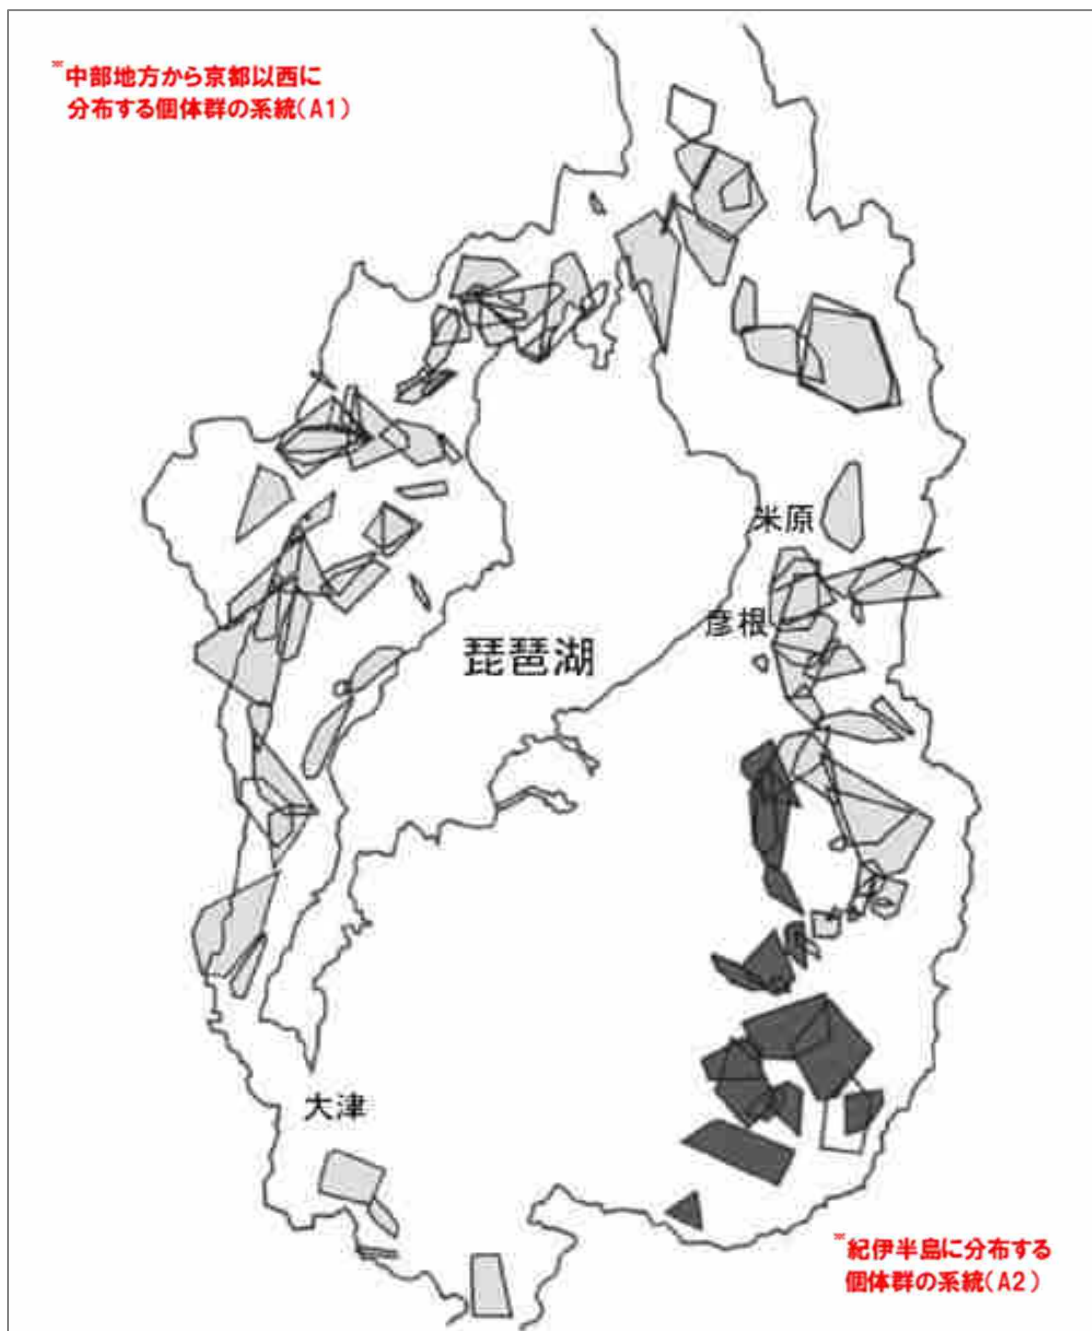 ※中部地方から京都以西に
分布する個体群の系統(A1)
米原
彦根
琵琶湖
大津
※紀伊半島に分布する
個体群の系統(A2)